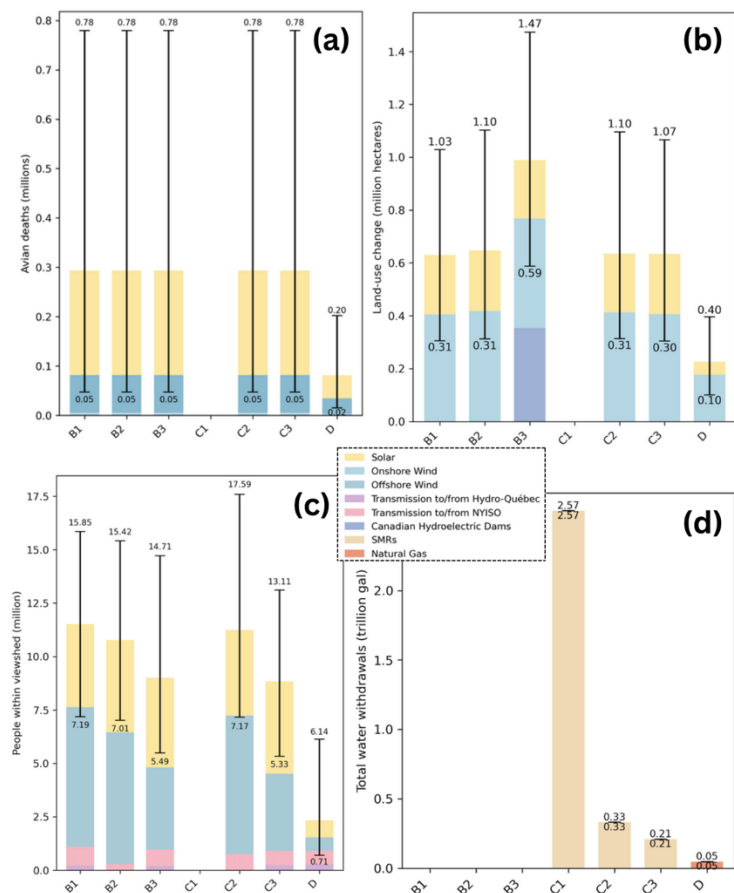 (a)
Avian deaths (millions)
0.8
0.7
0.6
0.5
0.4
0.3
0.2
0.1
0.0
0.78 0.78 0.78 0.78 0.78
0.20
0.05 0.05 0.05 0.05 0.05 0.02
B1 B2 B3 C1 C2 C3 D
(b)
Land-use change (million hectares)
1.4
1.2
1.0
0.8
0.6
0.4
0.2
0.0
1.03 1.10 1.47 1.10 1.07 0.40
0.31 0.31 0.59 0.31 0.30 0.10
B1 B2 B3 C1 C2 C3 D
Solar
Onshore Wind
Offshore Wind
Transmission to/from Hydro-Québec
Transmission to/from NYISO
Canadian Hydroelectric Dams
SMRs
Natural Gas
(c)
People within viewshed (million)
17.5
15.0
12.5
10.0
7.5
5.0
2.5
0.0
15.85 15.42 14.71 17.59 13.11 6.14
7.19 7.01 5.49 7.17 5.33 0.71
B1 B2 B3 C1 C2 C3 D
(d)
Total water withdrawals (trillion gal)
2.0
1.5
1.0
0.5
0.0
2.57 0.33 0.21 0.05
2.57 0.33 0.21 0.05
B1 B2 B3 C1 C2 C3 D